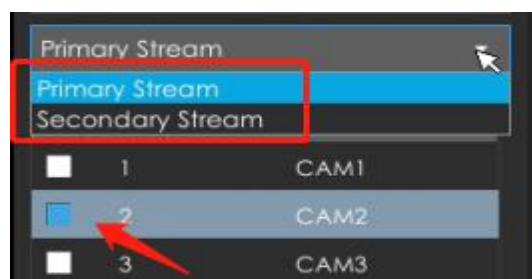 Primary Stream
Primary Stream
Secondary Stream
1 CAM1
2 CAM2
3 CAM3